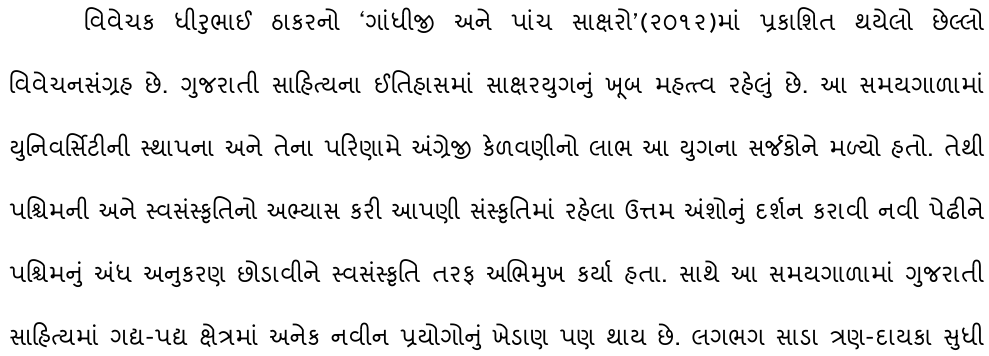 વિવેચક ધીરુભાઈ ઠાકરનો ‘ગાંધીજી અને પાંચ સાક્ષરો’(૨૦૧૨)માં પ્રકાશિત થયેલો છેલ્લો
વિવેચનસંગ્રહ છે. ગુજરાતી સાહિત્યના ઈતિહાસમાં સાક્ષરયુગનું ખૂબ મહત્ત્વ રહેલું છે. આ સમયગાળામાં
યુનિવર્સિટીની સ્થાપના અને તેના પરિણામે અંગ્રેજી કેળવણીનો લાભ આ યુગના સર્જકોને મળ્યો હતો. તેથી
પશ્ચિમની અને સ્વસંસ્કૃતિનો અભ્યાસ કરી આપણી સંસ્કૃતિમાં રહેલા ઉત્તમ અંશોનું દર્શન કરાવી નવી પેઢીને
પશ્ચિમનું અંધ અનુકરણ છોડાવીને સ્વસંસ્કૃતિ તરફ અભિમુખ કર્યા હતા. સાથે આ સમયગાળામાં ગુજરાતી
સાહિત્યમાં ગદ્ય-પદ્ય ક્ષેત્રમાં અનેક નવીન પ્રયોગોનું ખેડાણ પણ થાય છે. લગભગ સાડા ત્રણ-દાયકા સુધી